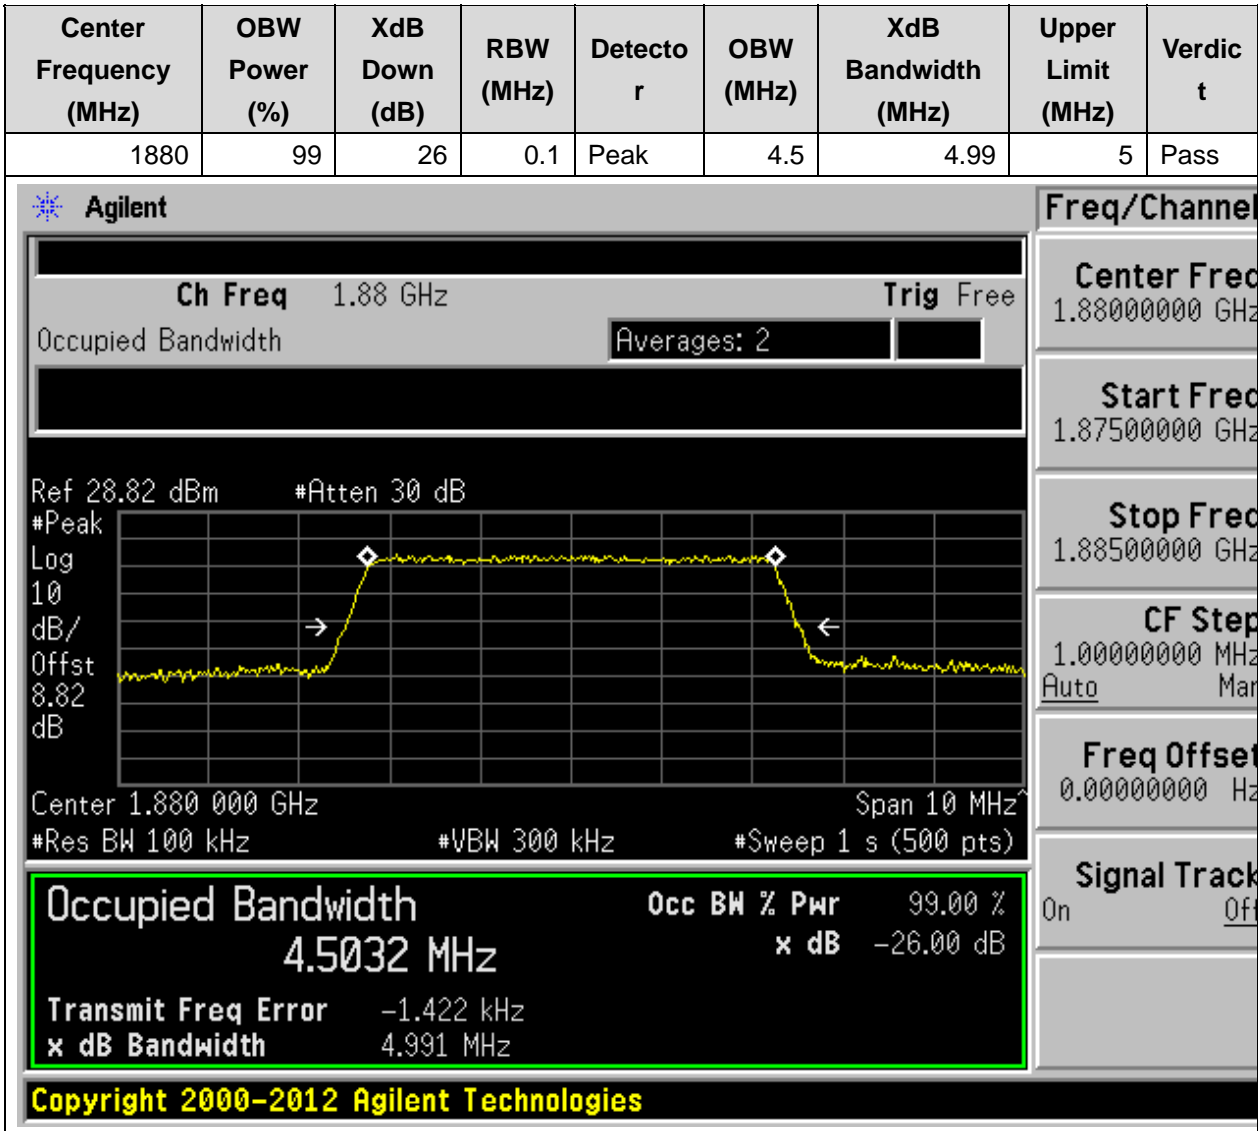 Center Frequency (MHz) OBW Power (%) XdB Down (dB) RBW (MHz) Detector OBW (MHz) XdB Bandwidth (MHz) Upper Limit (MHz) Verdict
1880 99 26 0.1 Peak 4.5 4.99 5 Pass
Agilent Freq/Channel
Ch Freq 1.88 GHz Trig Free
Occupied Bandwidth Averages: 2
Center Freq
1.88000000 GHz
Start Freq
1.87500000 GHz
Stop Freq
1.88500000 GHz
CF Step
1.00000000 MHz
Auto Man
Freq Offset
0.00000000 Hz
Signal Track
On Off
Ref 28.82 dBm #Atten 30 dB
#Peak
Log
10
dB/
Offst
8.82
dB
Center 1.880 000 GHz Span 10 MHz^
#Res BW 100 kHz #VBW 300 kHz #Sweep 1 s (500 pts)
Occupied Bandwidth Occ BW % Pwr 99.00 %
4.5032 MHz x dB -26.00 dB
Transmit Freq Error -1.422 kHz
x dB Bandwidth 4.991 MHz
Copyright 2000-2012 Agilent Technologies